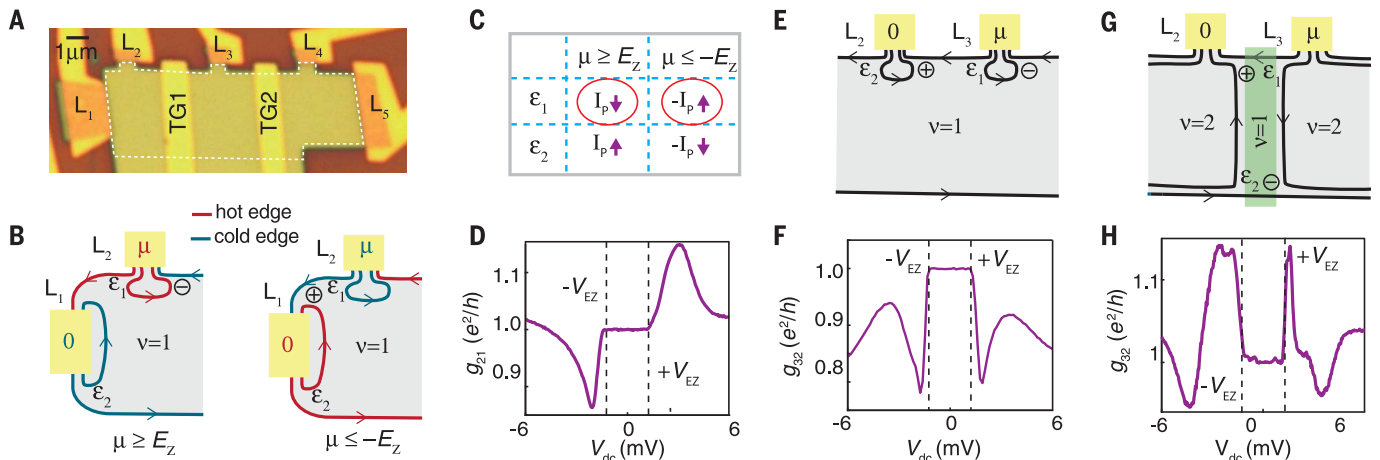 A
1μm
L2
L3
L4
L1
L5
TG1
TG2
B
hot edge
cold edge
L2
μ
ε1
⊖
L1
0
ν=1
ε2
μ ≥ EZ
L2
μ
ε1
⊕
L1
0
ν=1
ε2
μ ≤ -EZ
C
μ ≥ EZ
μ ≤ -EZ
ε1
IP ↓
-IP ↑
ε2
IP ↑
-IP ↓
D
1.1
1.0
0.9
g21 (e²/h)
-VEZ
+VEZ
-6
0
6
Vdc (mV)
E
L2
0
L3
μ
ε2
⊕
ε1
⊖
ν=1
F
1.0
0.9
0.8
g32 (e²/h)
-VEZ
+VEZ
-6
0
6
Vdc (mV)
G
L2
0
L3
μ
⊕
ε1
ν=2
ν=1
ν=2
ε2
⊖
H
1.1
1
g32 (e²/h)
-VEZ
+VEZ
-6
0
6
Vdc (mV)